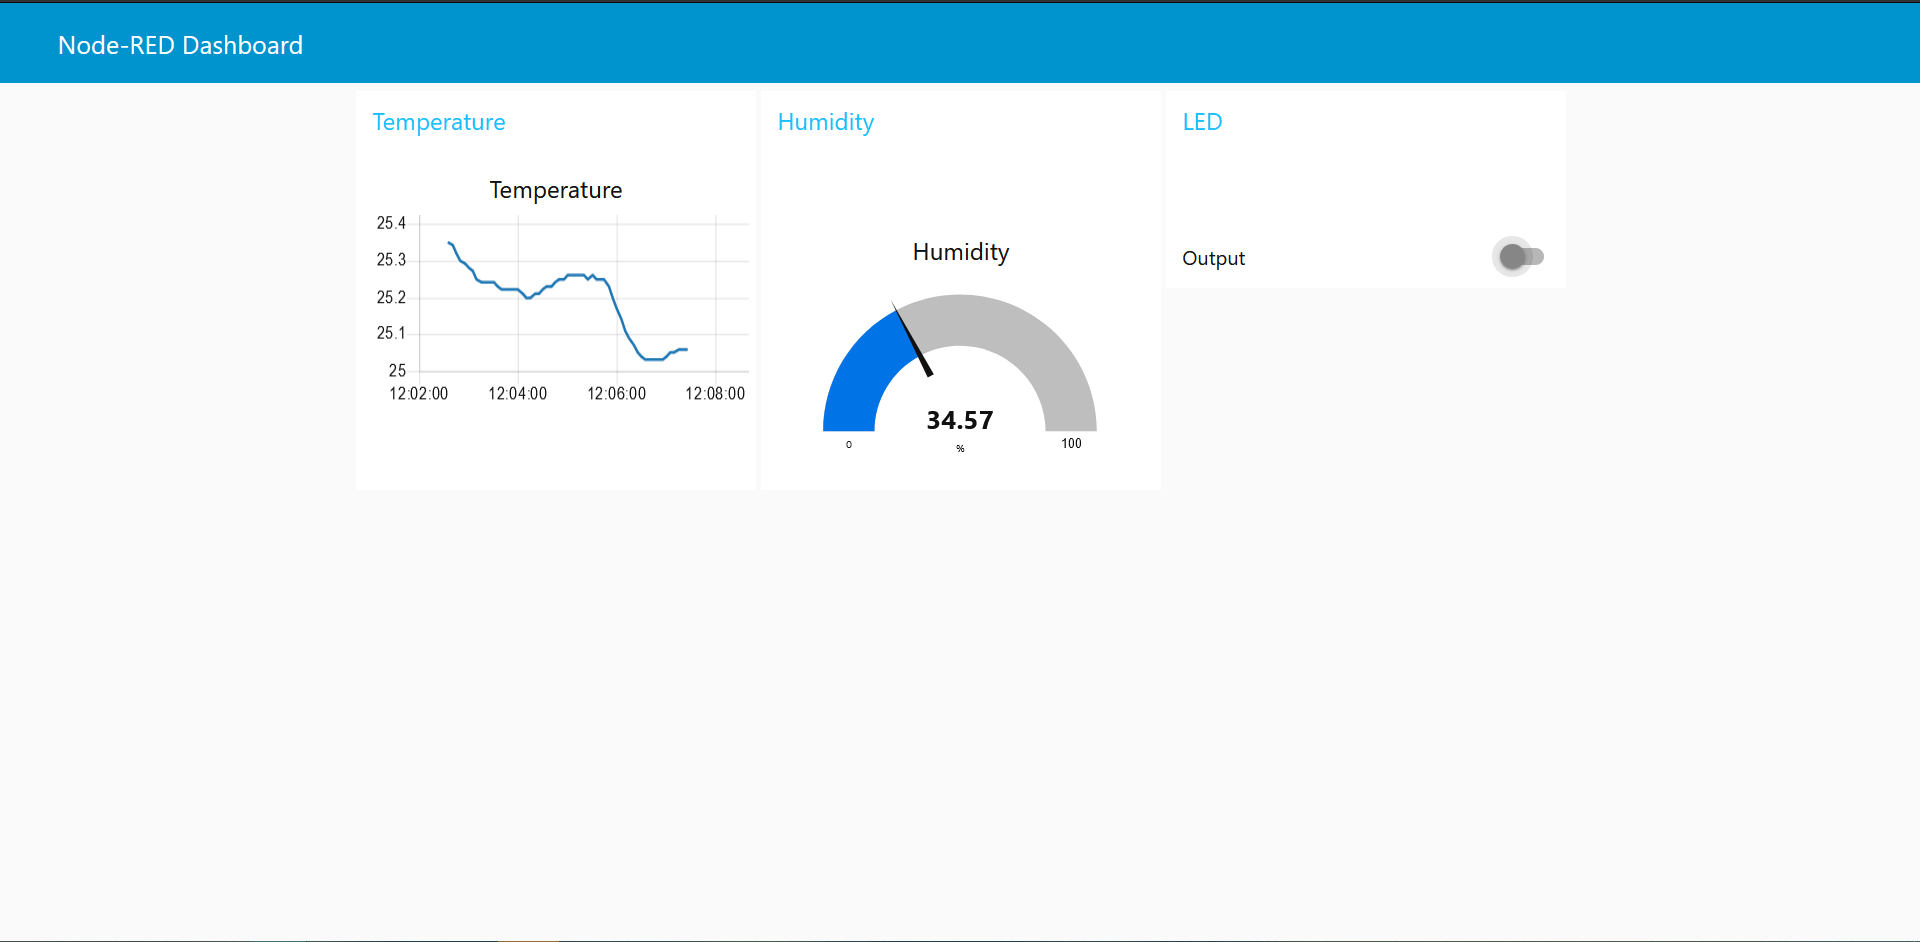 Node-RED Dashboard
Temperature
Temperature
25.4
25.3
25.2
25.1
25
12:02:00 12:04:00 12:06:00 12:08:00
Humidity
Humidity
34.57
0 % 100
LED
Output